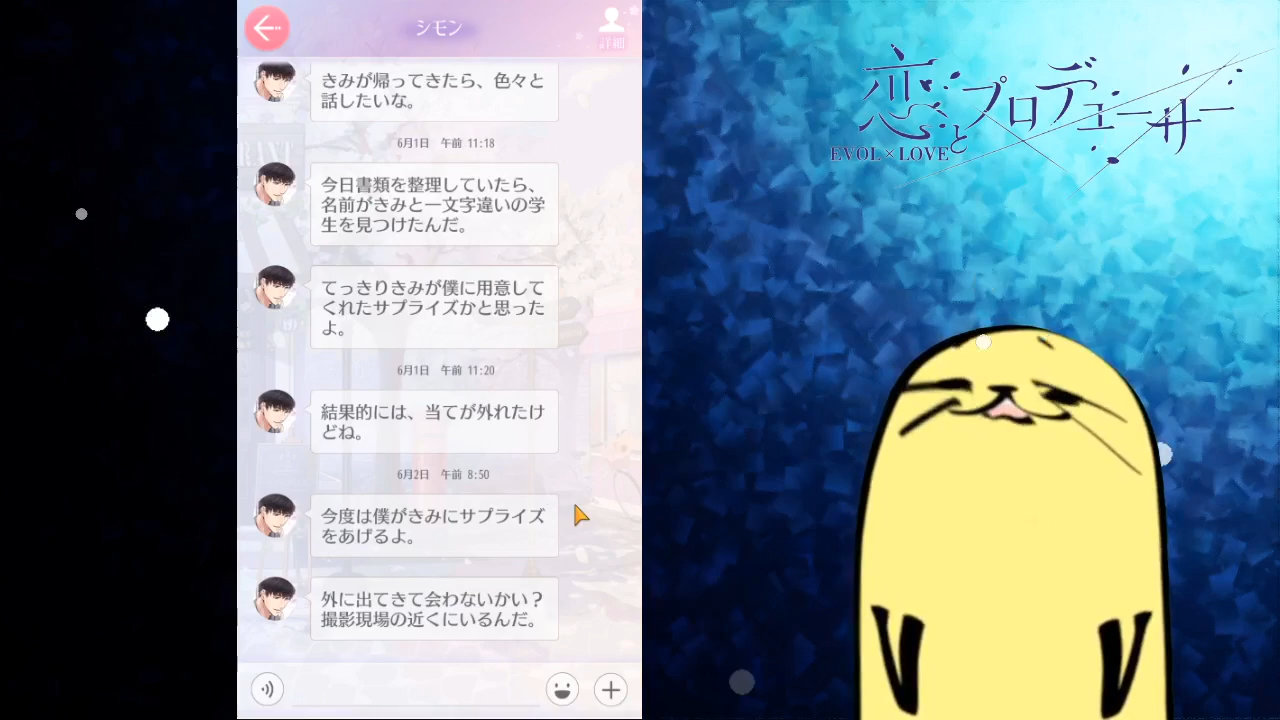 シモン
詳細
きみが帰ってきたら、色々と
話したいな。
6月1日 午前 11:18
今日書類を整理していたら、
名前がきみと一文字違いの学
生を見つけたんだ。
てっきりきみが僕に用意して
くれたサプライズかと思った
よ。
6月1日 午前 11:20
結果的には、当てが外れたけ
どね。
6月2日 午前 8:50
今度は僕がきみにサプライズ
をあげるよ。
外に出てきて会わないかい？
撮影現場の近くにいるんだ。
恋とプロデューサー
EVOL×LOVE